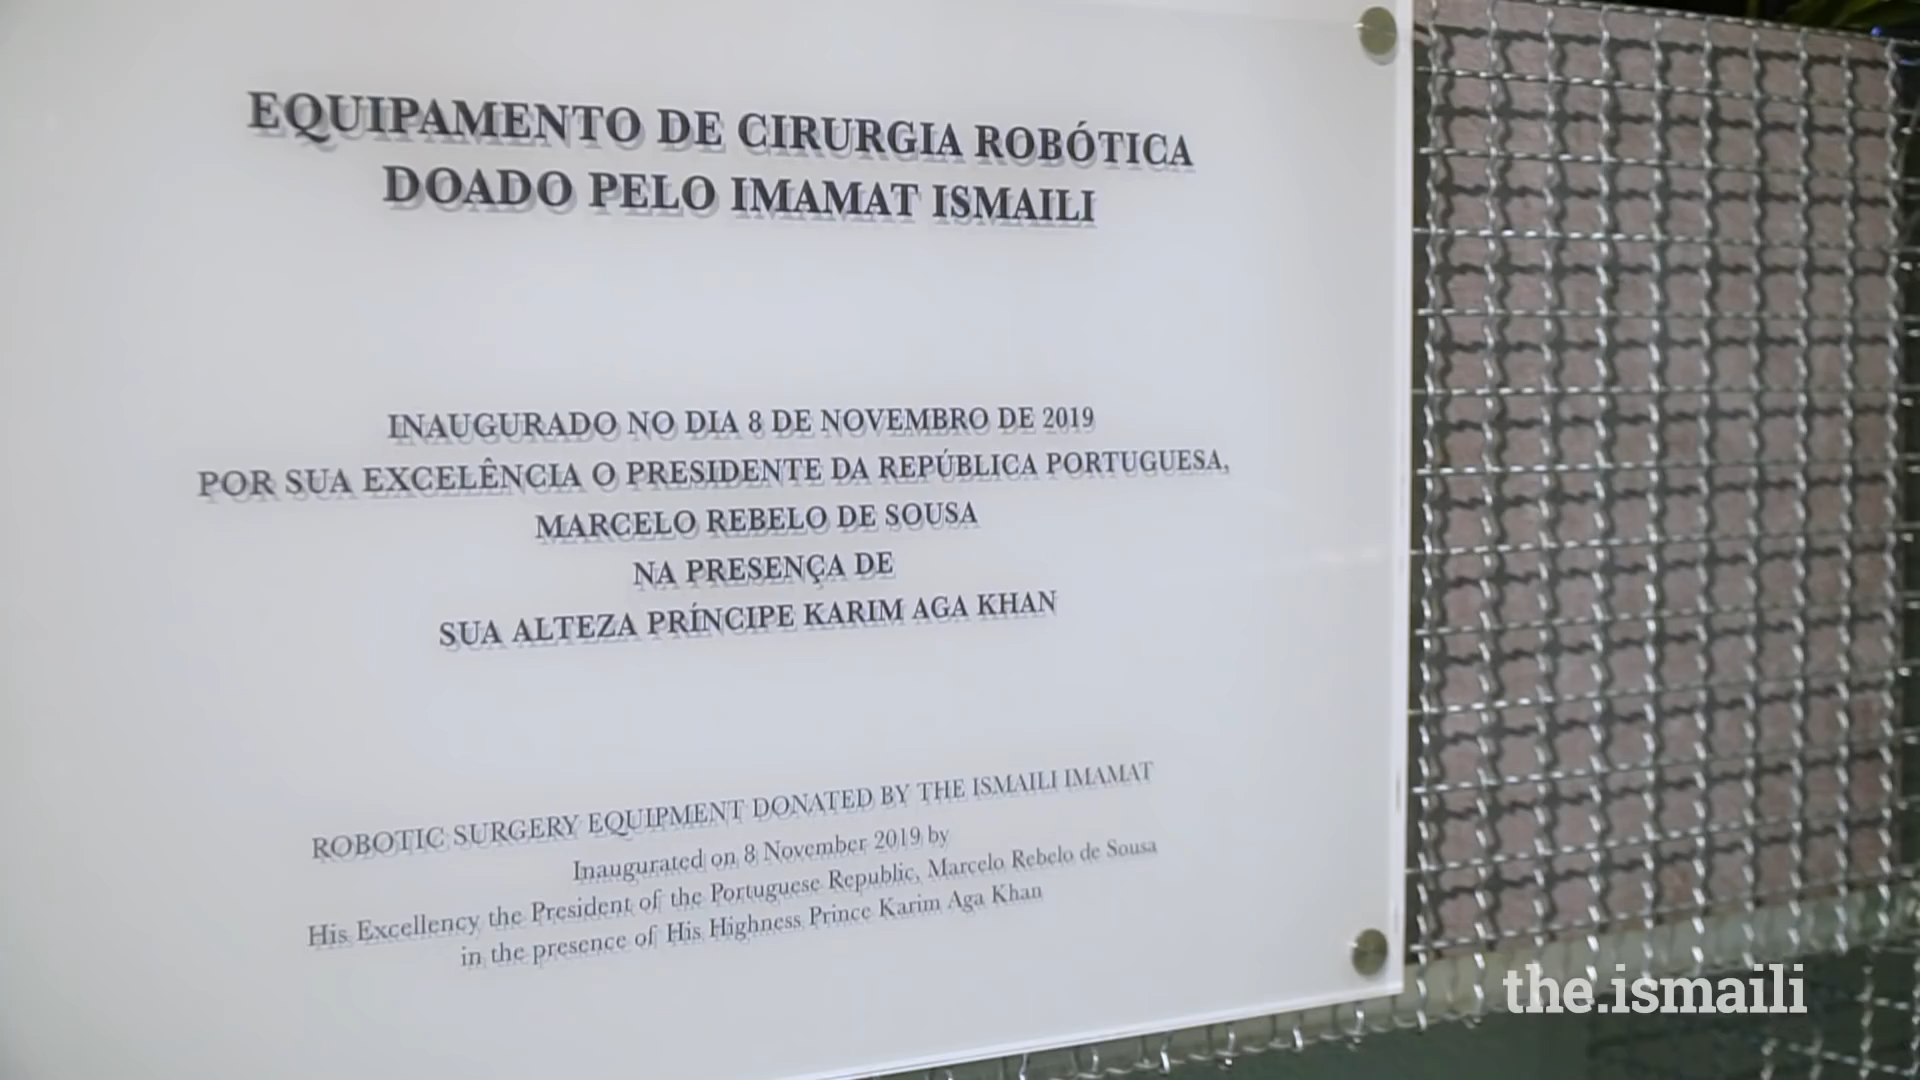 EQUIPAMENTO DE CIRURGIA ROBÓTICA
DOADO PELO IMAMAT ISMAILI
INAUGURADO NO DIA 8 DE NOVEMBRO DE 2019
POR SUA EXCELÊNCIA O PRESIDENTE DA REPÚBLICA PORTUGUESA,
MARCELO REBELO DE SOUSA
NA PRESENÇA DE
SUA ALTEZA PRÍNCIPE KARIM AGA KHAN
ROBOTIC SURGERY EQUIPMENT DONATED BY THE ISMAILI IMAMAT
Inaugurated on 8 November 2019 by
His Excellency the President of the Portuguese Republic, Marcelo Rebelo de Sousa
in the presence of His Highness Prince Karim Aga Khan
the.ismaili